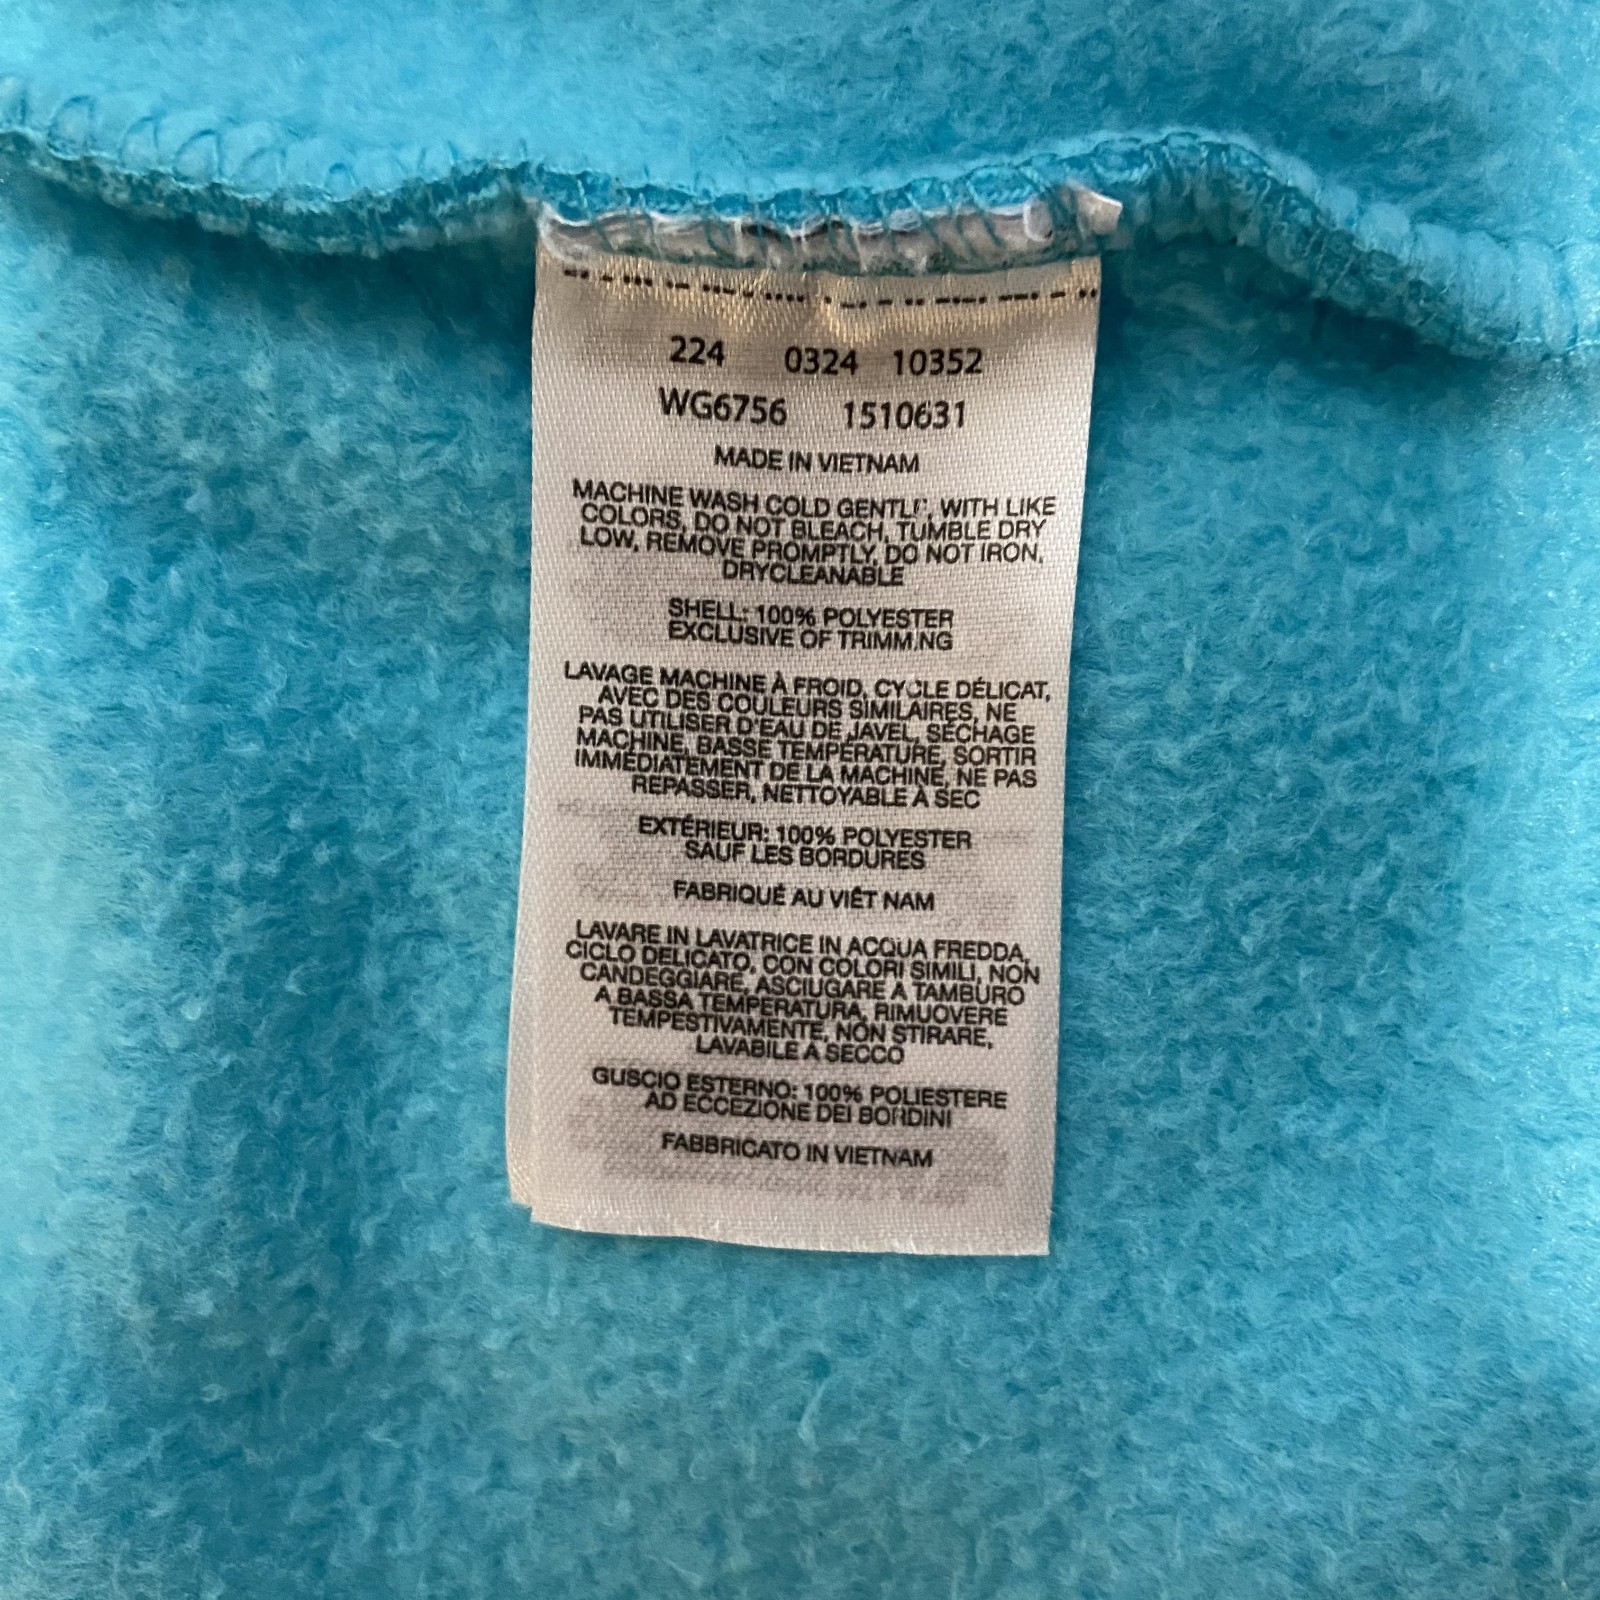 224 0324 10352
WG6756 1510631
MADE IN VIETNAM
MACHINE WASH COLD GENTLE, WITH LIKE
COLORS, DO NOT BLEACH, TUMBLE DRY
LOW, REMOVE PROMPTLY, DO NOT IRON,
DRYCLEANABLE
SHELL: 100% POLYESTER
EXCLUSIVE OF TRIMMING
LAVAGE MACHINE À FROID, CYCLE DÉLICAT,
AVEC DES COULEURS SIMILAIRES, NE
PAS UTILISER D'EAU DE JAVEL, SÉCHAGE
MACHINE, BASSE TEMPÉRATURE, SORTIR
IMMÉDIATEMENT DE LA MACHINE, NE PAS
REPASSER, NETTOYABLE À SEC
EXTÉRIEUR: 100% POLYESTER
SAUF LES BORDURES
FABRIQUÉ AU VIÊT NAM
LAVARE IN LAVATRICE IN ACQUA FREDDA,
CICLO DELICATO, CON COLORI SIMILI, NON
CANDEGGIARE, ASCIUGARE A TAMBURO
A BASSA TEMPERATURA, RIMUOVERE
TEMPESTIVAMENTE, NON STIRARE,
LAVABILE A SECCO
GUSCIO ESTERNO: 100% POLIESTERE
AD ECCEZIONE DEI BORDINI
FABBRICATO IN VIETNAM